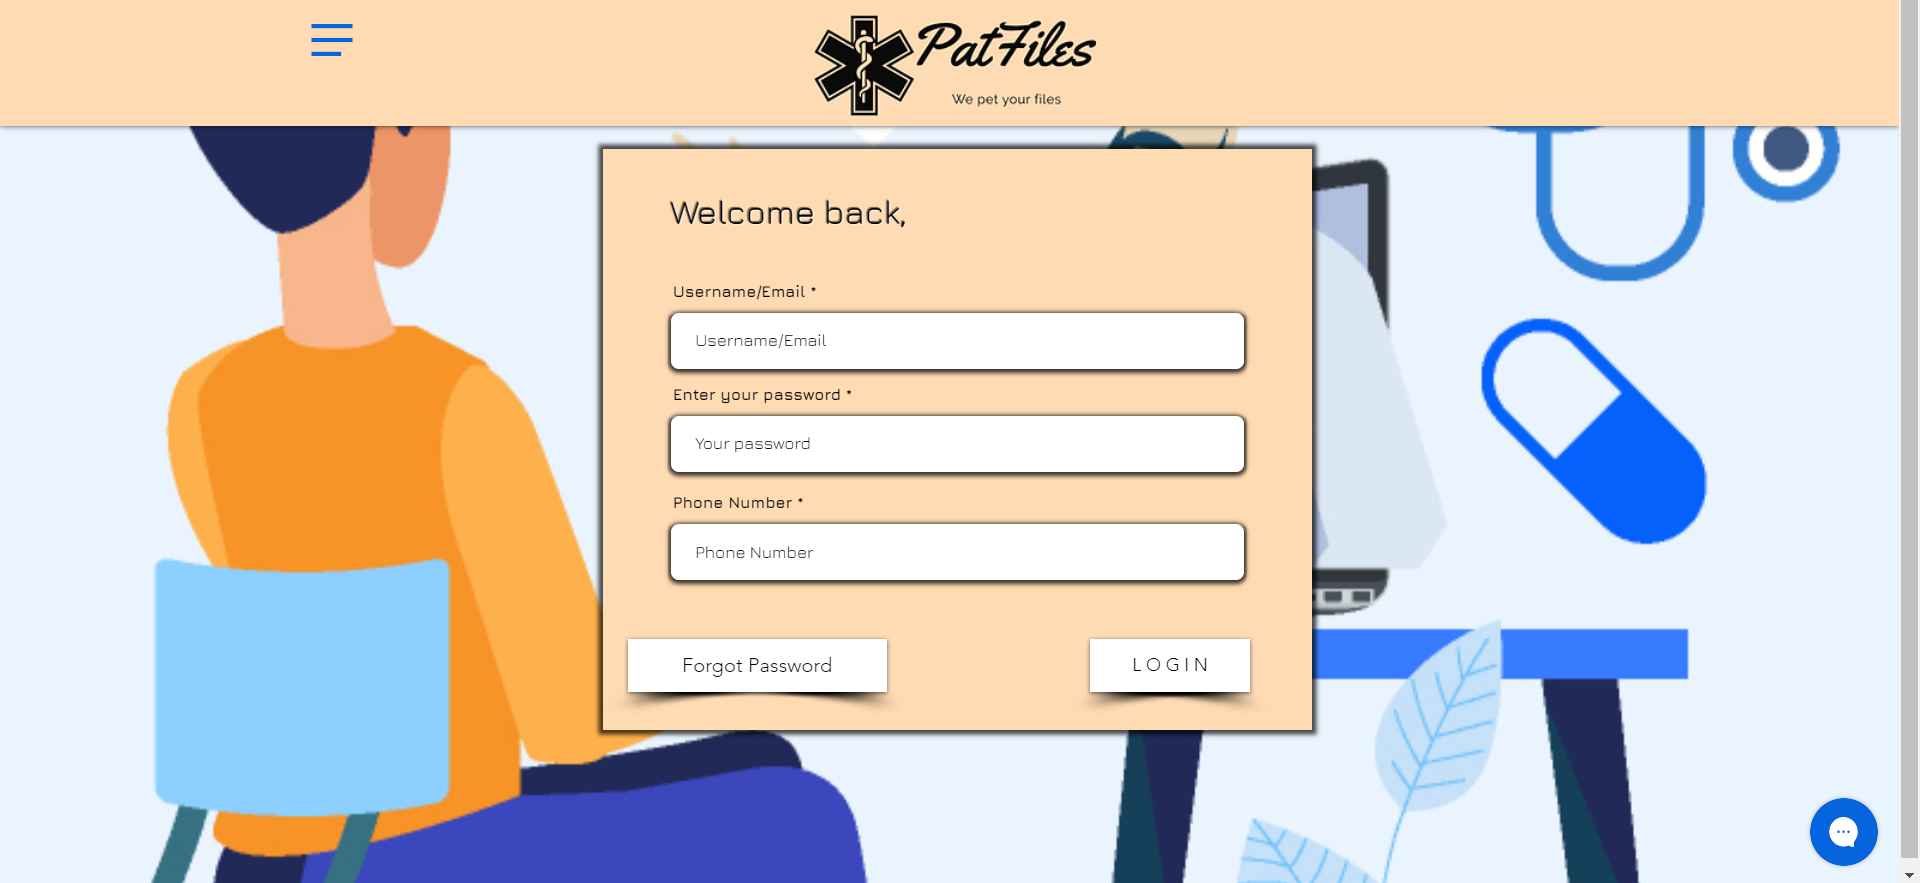 PatFiles
We pet your files
Welcome back,
Username/Email *
Username/Email
Enter your password *
Your password
Phone Number *
Phone Number
Forgot Password
LOGIN